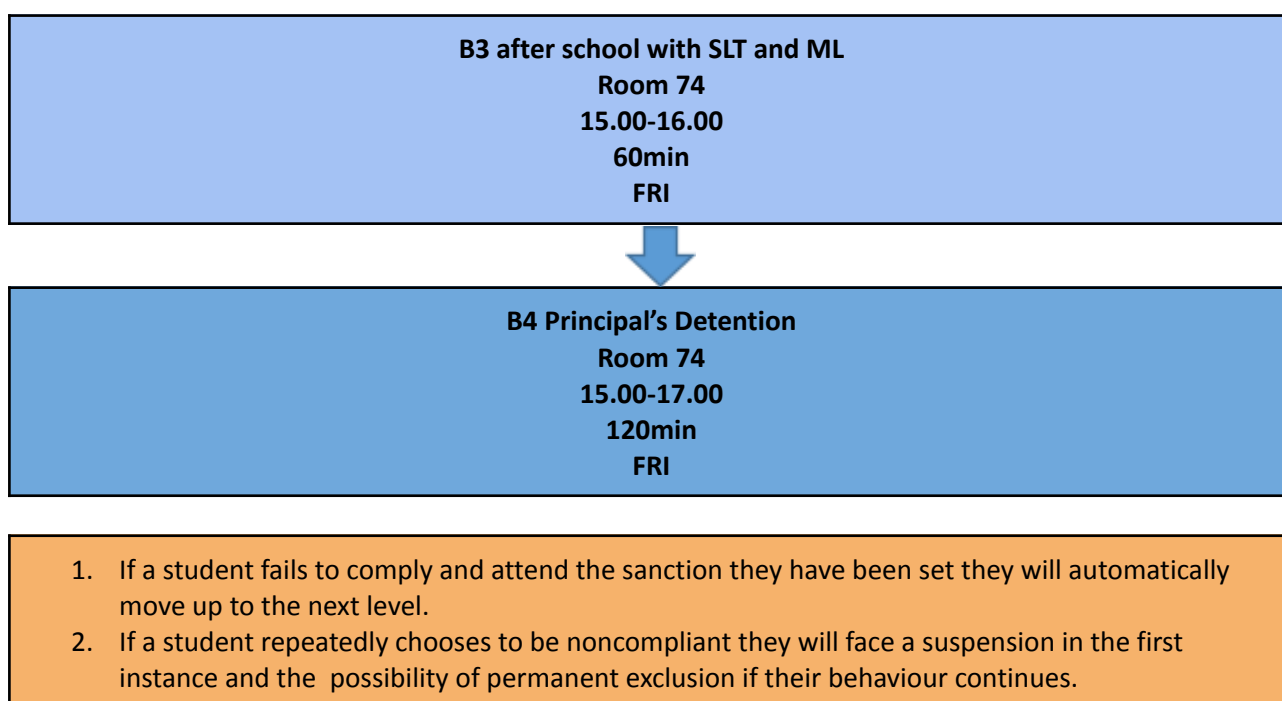 B3 after school with SLT and ML
Room 74
15.00-16.00
60min
FRI
B4 Principal’s Detention
Room 74
15.00-17.00
120min
FRI
1. If a student fails to comply and attend the sanction they have been set they will automatically
move up to the next level.
2. If a student repeatedly chooses to be noncompliant they will face a suspension in the first
instance and the  possibility of permanent exclusion if their behaviour continues.